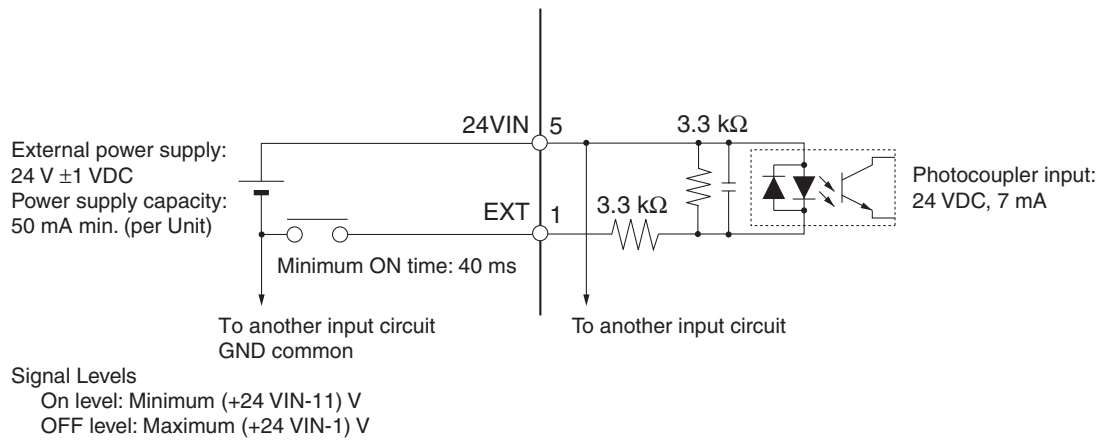 24VIN
5
3.3 kΩ
External power supply:
24 V ±1 VDC
Power supply capacity:
50 mA min. (per Unit)
Photocoupler input:
24 VDC, 7 mA
EXT
1
3.3 kΩ
Minimum ON time: 40 ms
To another input circuit
GND common
To another input circuit
Signal Levels
On level: Minimum (+24 VIN-11) V
OFF level: Maximum (+24 VIN-1) V